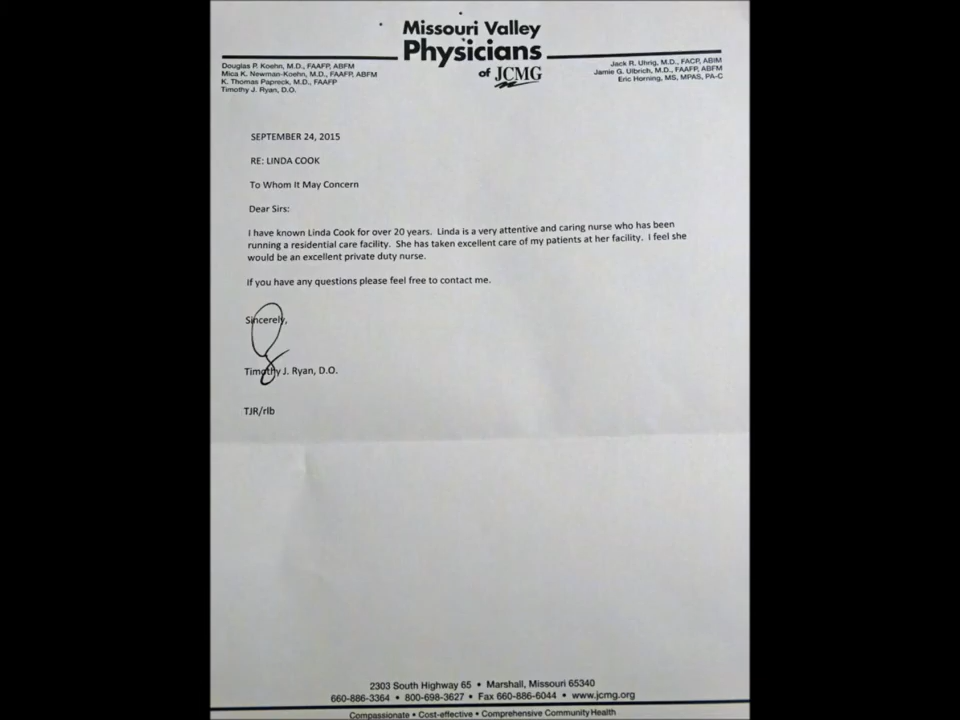 Missouri Valley
Physicians
of JCMG
Douglas P. Koehn, M.D., FAAFP, ABFM
Mica K. Newman-Koehn, M.D., FAAFP, ABFM
K. Thomas Papreck, M.D., FAAFP
Timothy J. Ryan, D.O.
Jack R. Uhrig, M.D., FACP, ABIM
Jamie G. Ulbrich, M.D., FAAFP, ABFM
Eric Horning, MS, MPAS, PA-C
SEPTEMBER 24, 2015
RE: LINDA COOK
To Whom It May Concern
Dear Sirs:
I have known Linda Cook for over 20 years. Linda is a very attentive and caring nurse who has been
running a residential care facility. She has taken excellent care of my patients at her facility. I feel she
would be an excellent private duty nurse.
If you have any questions please feel free to contact me.
Sincerely,
Timothy J. Ryan, D.O.
TJR/rlb
2303 South Highway 65 • Marshall, Missouri 65340
660-886-3364 • 800-698-3627 • Fax 660-886-6044 • www.jcmg.org
Compassionate • Cost-effective • Comprehensive Community Health